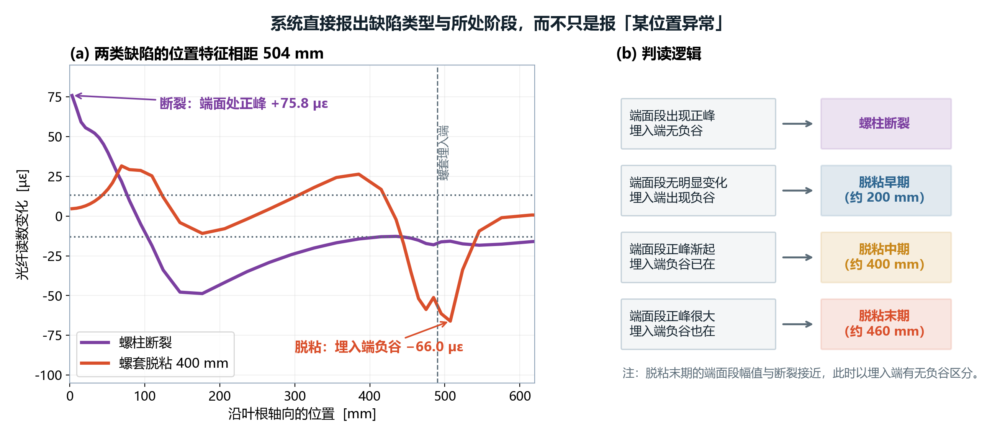 系统直接报出缺陷类型与所处阶段，而不只是报「某位置异常」
(a) 两类缺陷的位置特征相距 504 mm
光纤读数变化 [με]
75
50
25
0
-25
-50
-75
-100
断裂：端面处正峰 +75.8 με
螺套埋入端
脱粘：埋入端负谷 −66.0 με
螺柱断裂
螺套脱粘 400 mm
0
100
200
300
400
500
600
沿叶根轴向的位置 [mm]
(b) 判读逻辑
端面段出现正峰
埋入端无负谷
螺柱断裂
端面段无明显变化
埋入端出现负谷
脱粘早期
(约 200 mm)
端面段正峰渐起
埋入端负谷已在
脱粘中期
(约 400 mm)
端面段正峰很大
埋入端负谷也在
脱粘末期
(约 460 mm)
注：脱粘末期的端面段幅值与断裂接近，此时以埋入端有无负谷区分。